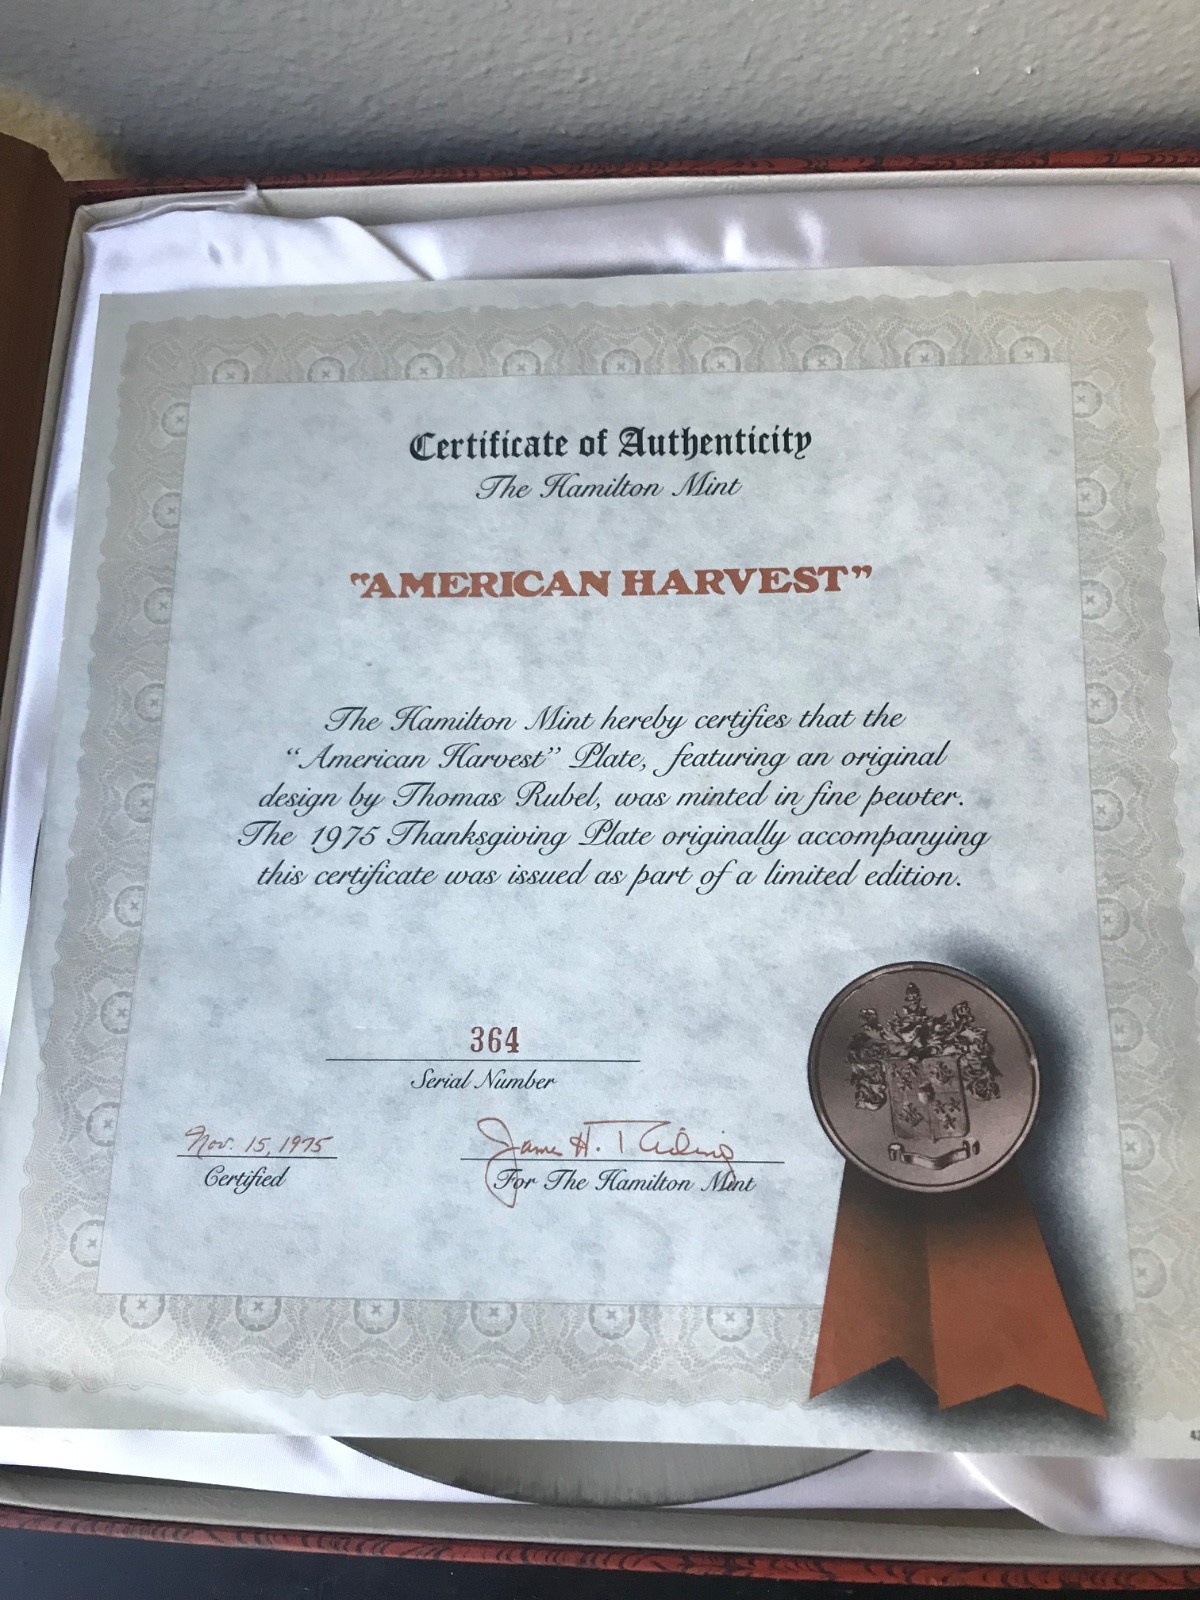 Certificate of Authenticity
The Hamilton Mint
"AMERICAN HARVEST"
The Hamilton Mint hereby certifies that the
"American Harvest" Plate, featuring an original
design by Thomas Rubel, was minted in fine pewter.
The 1975 Thanksgiving Plate originally accompanying
this certificate was issued as part of a limited edition.
364
Serial Number
Nov. 15, 1975
Certified
James H.
For The Hamilton Mint